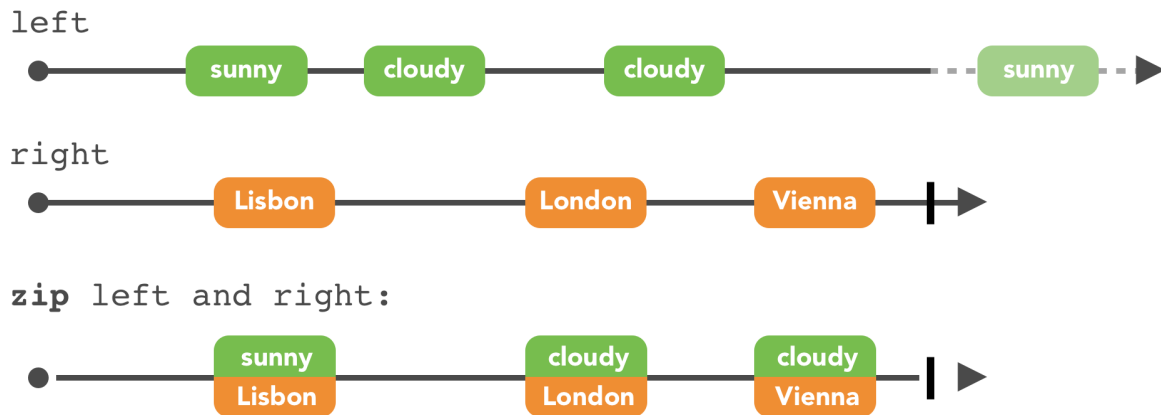 left
sunny cloudy cloudy sunny
right
Lisbon London Vienna
zip left and right:
sunny cloudy cloudy
Lisbon London Vienna